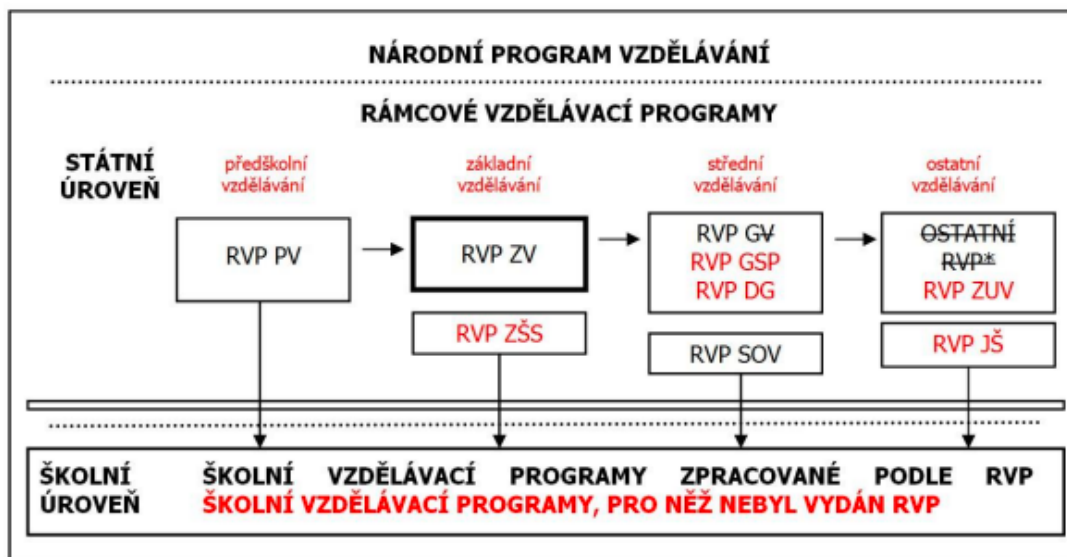 NÁRODNÍ PROGRAM VZDĚLÁVÁNÍ
RÁMCOVÉ VZDĚLÁVACÍ PROGRAMY
STÁTNÍ
ÚROVEŇ
předškolní
vzdělávání
základní
vzdělávání
střední
vzdělávání
ostatní
vzdělávání
RVP PV
RVP ZV
RVP GV
RVP GSP
RVP DG
OSTATNÍ
RVP*
RVP ZUV
RVP ZŠS
RVP SOV
RVP JŠ
ŠKOLNÍ
ÚROVEŇ
ŠKOLNÍ VZDĚLÁVACÍ PROGRAMY ZPRACOVANÉ PODLE RVP
ŠKOLNÍ VZDĚLÁVACÍ PROGRAMY, PRO NĚŽ NEBYL VYDÁN RVP